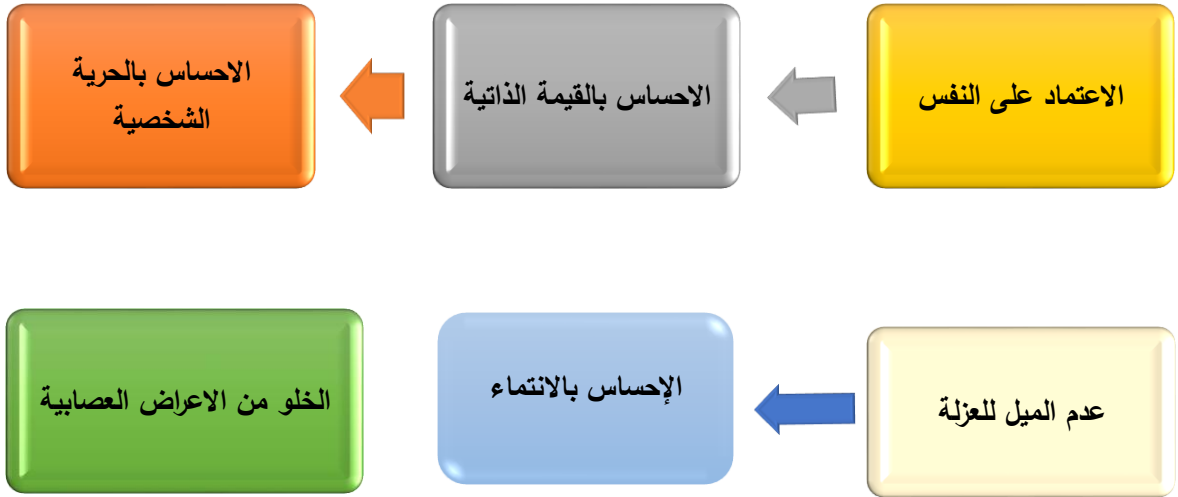 الاعتماد على النفس
الاحساس بالقيمة الذاتية
الاحساس بالحرية
الشخصية
عدم الميل للعزلة
الإحساس بالانتماء
الخلو من الاعراض العصابية